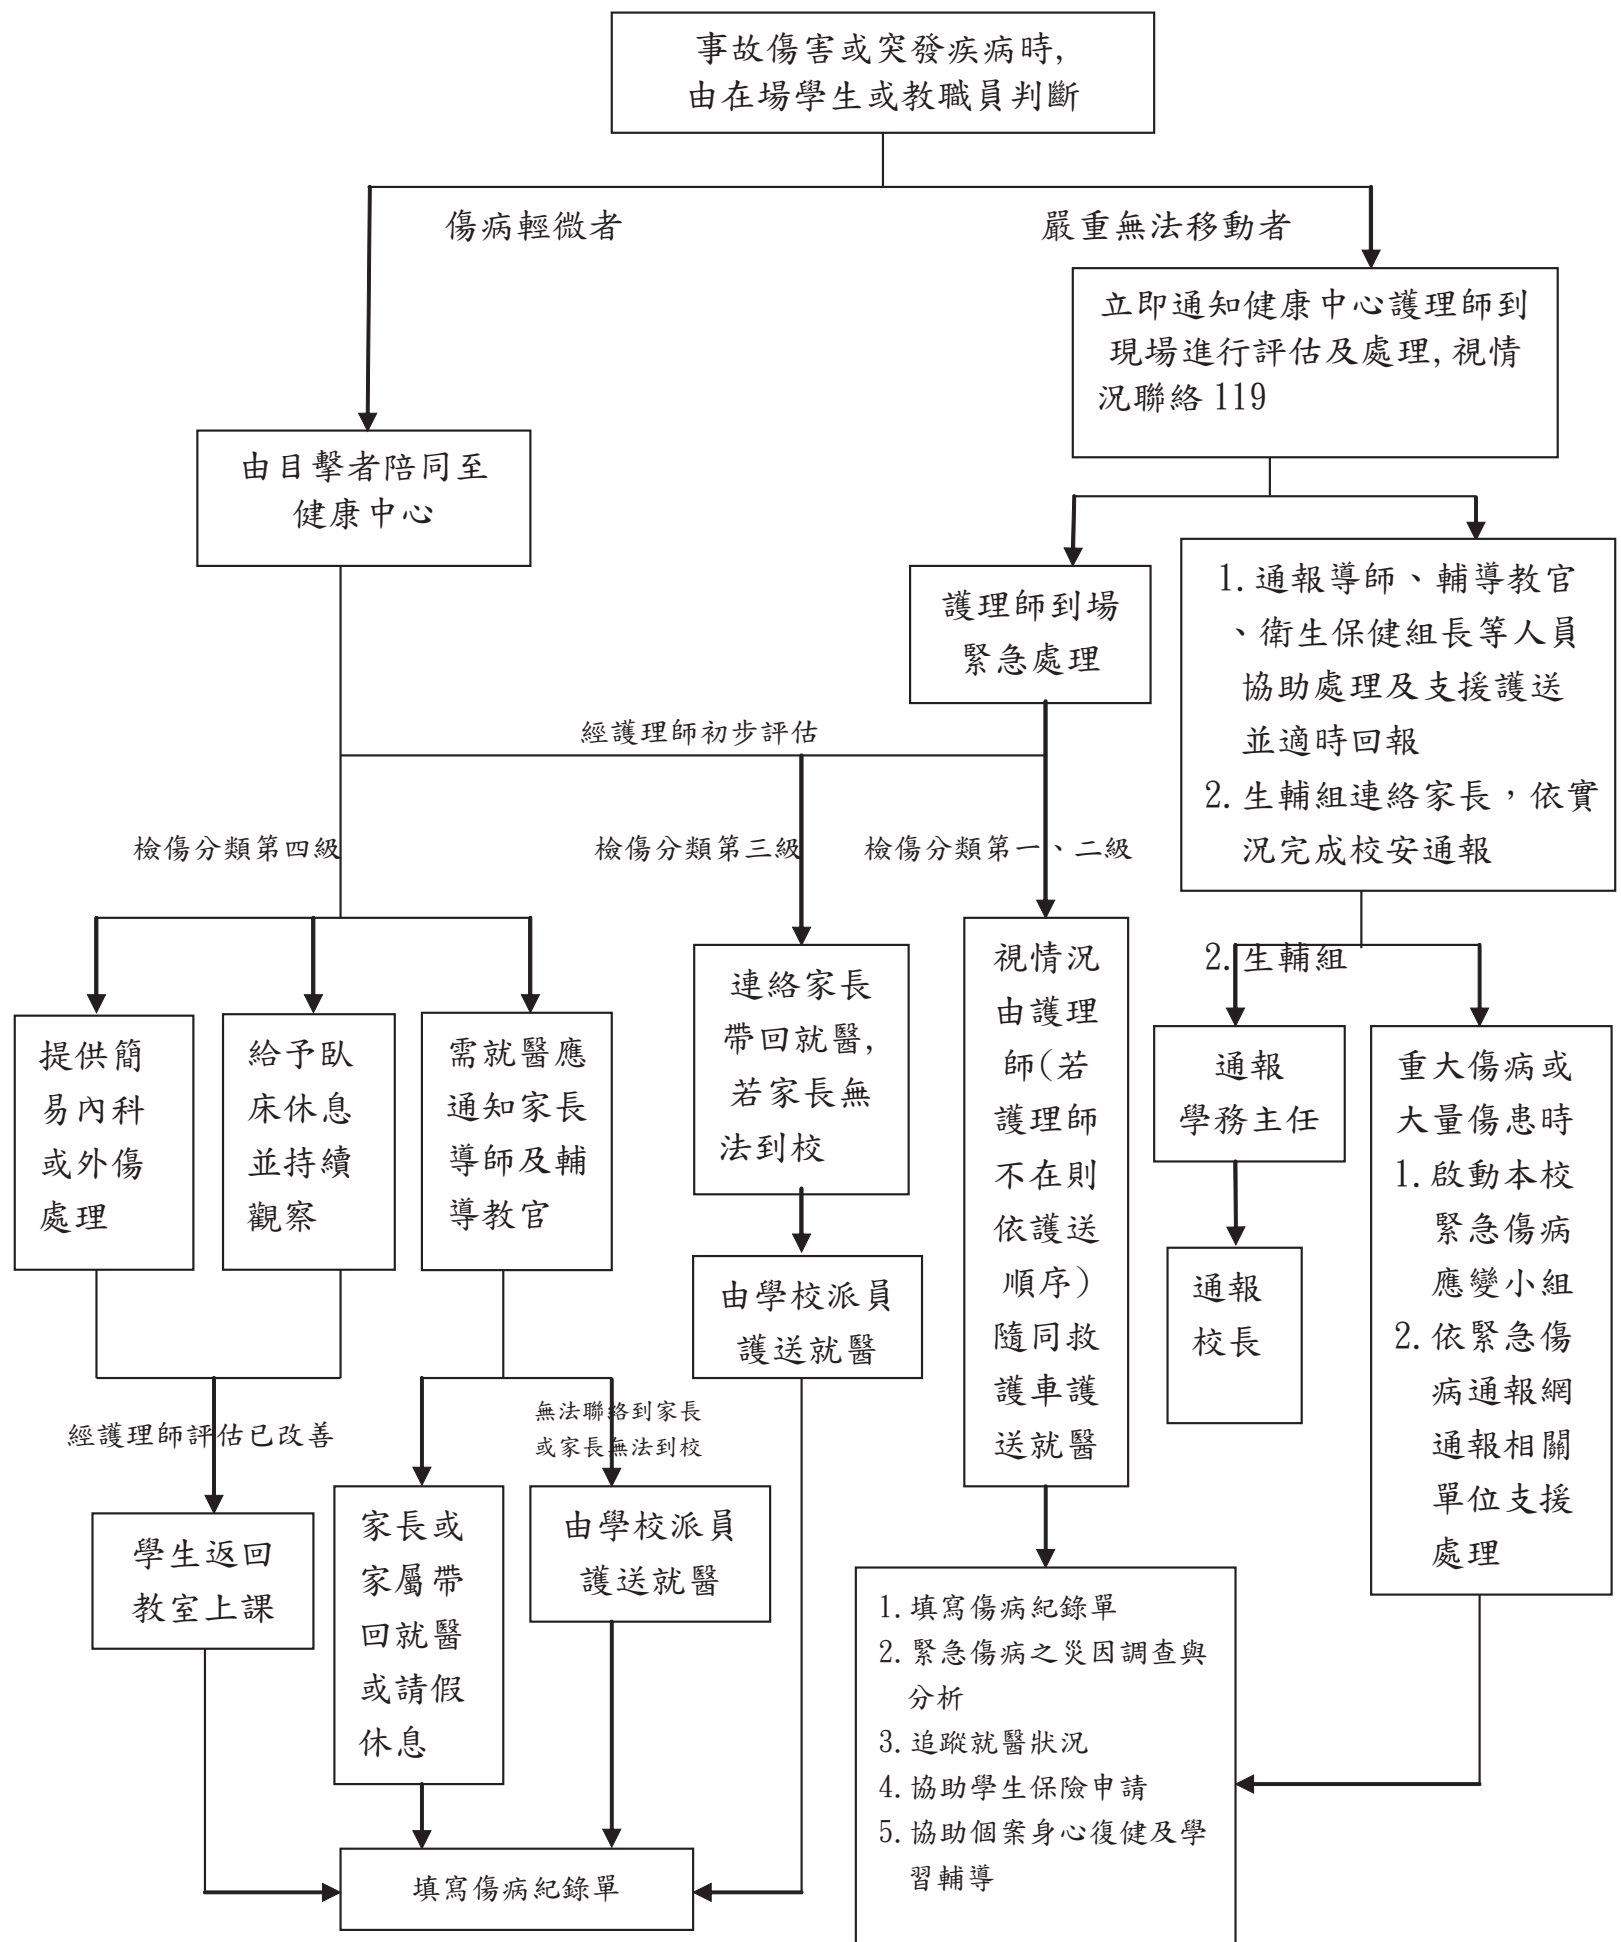 事故傷害或突發疾病時,
由在場學生或教職員判斷
傷病輕微者
嚴重無法移動者
立即通知健康中心護理師到
現場進行評估及處理,視情
況聯絡 119
由目擊者陪同至
健康中心
護理師到場
緊急處理
1. 通報導師、輔導教官
、衛生保健組長等人員
協助處理及支援護送
並適時回報
2. 生輔組連絡家長，依實
況完成校安通報
經護理師初步評估
檢傷分類第四級
檢傷分類第三級
檢傷分類第一、二級
2. 生輔組
提供簡
易內科
或外傷
處理
給予臥
床休息
並持續
觀察
需就醫應
通知家長
導師及輔
導教官
連絡家長
帶回就醫,
若家長無
法到校
由學校派員
護送就醫
視情況
由護理
師(若
護理師
不在則
依護送
順序)
隨同救
護車護
送就醫
通報
學務主任
通報
校長
重大傷病或
大量傷患時
1. 啟動本校
緊急傷病
應變小組
2. 依緊急傷
病通報網
通報相關
單位支援
處理
經護理師評估已改善
無法聯絡到家長
或家長無法到校
學生返回
教室上課
家長或
家屬帶
回就醫
或請假
休息
由學校派員
護送就醫
填寫傷病紀錄單
1. 填寫傷病紀錄單
2. 緊急傷病之災因調查與
分析
3. 追蹤就醫狀況
4. 協助學生保險申請
5. 協助個案身心復健及學
習輔導